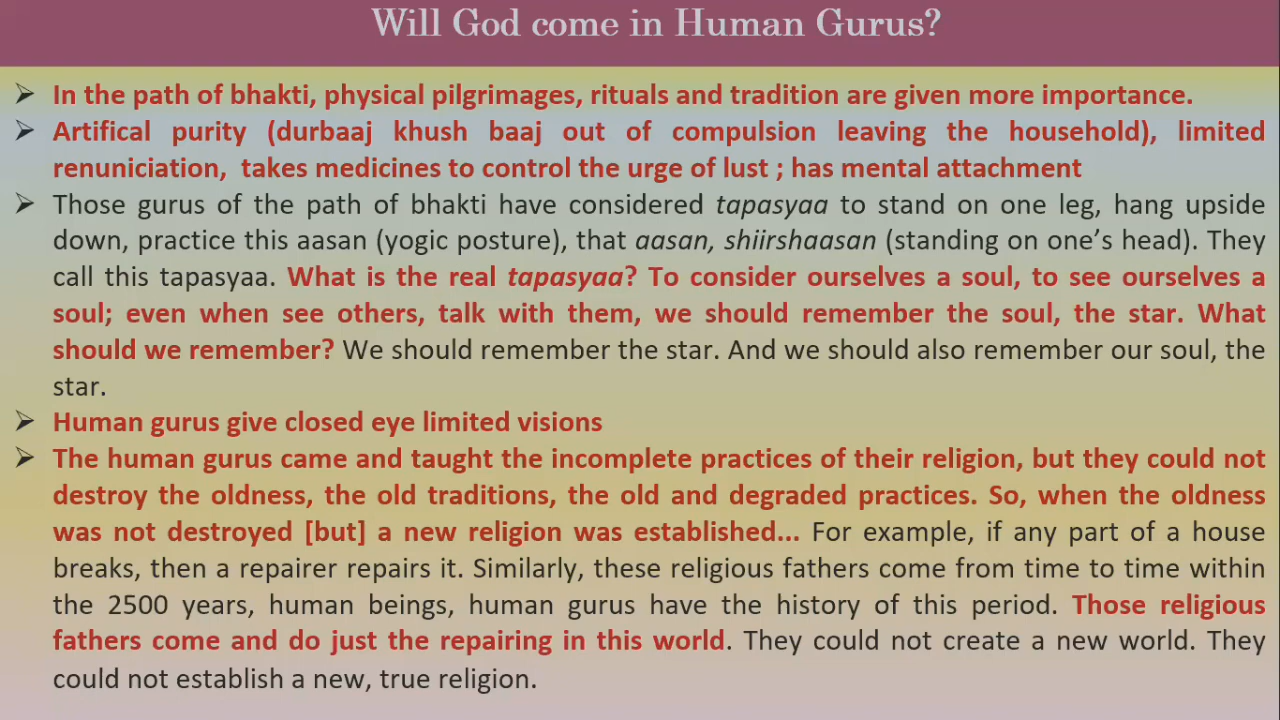 Will God come in Human Gurus?
➢ In the path of bhakti, physical pilgrimages, rituals and tradition are given more importance.
➢ Artifical purity (durbaaj khush baaj out of compulsion leaving the household), limited
renuniciation, takes medicines to control the urge of lust ; has mental attachment
➢ Those gurus of the path of bhakti have considered tapasyaa to stand on one leg, hang upside
down, practice this aasan (yogic posture), that aasan, shiirshaasan (standing on one's head). They
call this tapasyaa. What is the real tapasyaa? To consider ourselves a soul, to see ourselves a
soul; even when see others, talk with them, we should remember the soul, the star. What
should we remember? We should remember the star. And we should also remember our soul, the
star.
➢ Human gurus give closed eye limited visions
➢ The human gurus came and taught the incomplete practices of their religion, but they could not
destroy the oldness, the old traditions, the old and degraded practices. So, when the oldness
was not destroyed [but] a new religion was established... For example, if any part of a house
breaks, then a repairer repairs it. Similarly, these religious fathers come from time to time within
the 2500 years, human beings, human gurus have the history of this period. Those religious
fathers come and do just the repairing in this world. They could not create a new world. They
could not establish a new, true religion.